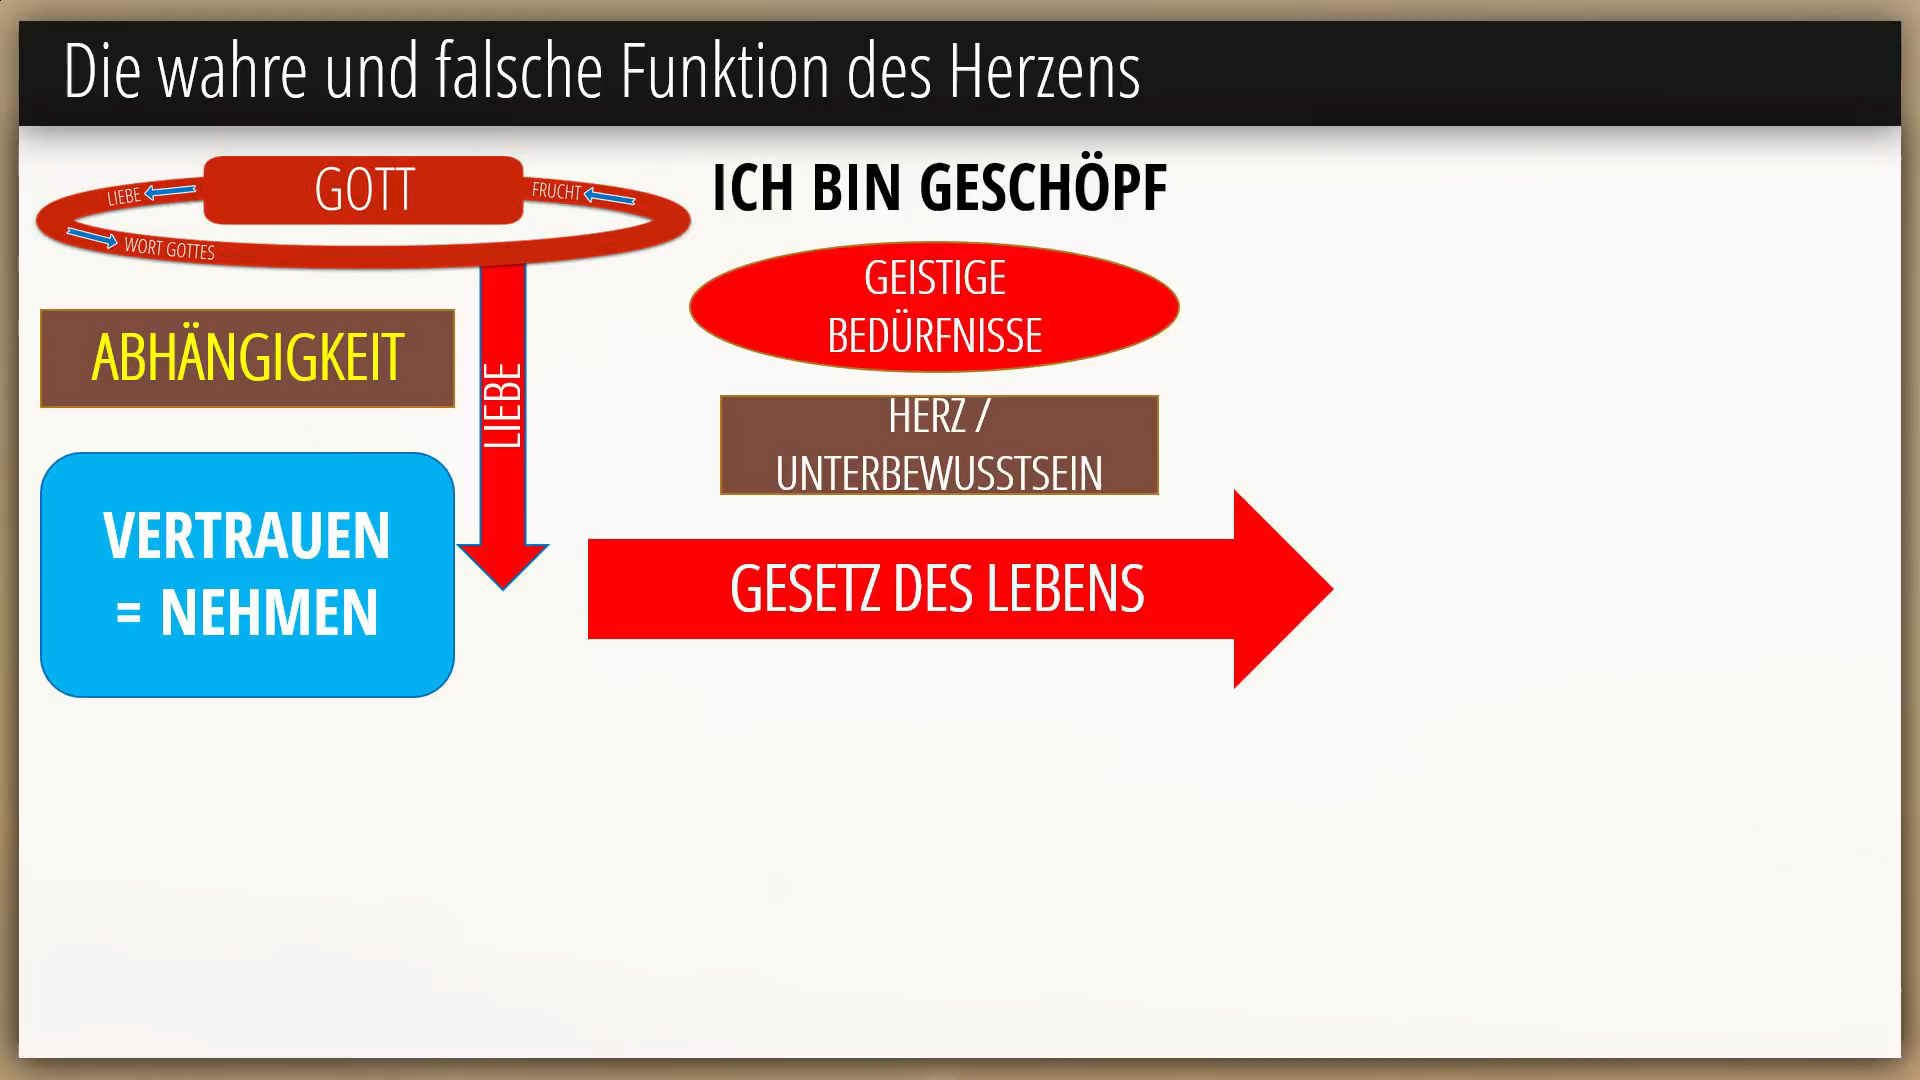 Die wahre und falsche Funktion des Herzens
GOTT
LIEBE
FRUCHT
WORT GOTTES
ICH BIN GESCHÖPF
GEISTIGE
BEDÜRFNISSE
ABHÄNGIGKEIT
LIEBE
HERZ /
UNTERBEWUSSTSEIN
VERTRAUEN
= NEHMEN
GESETZ DES LEBENS